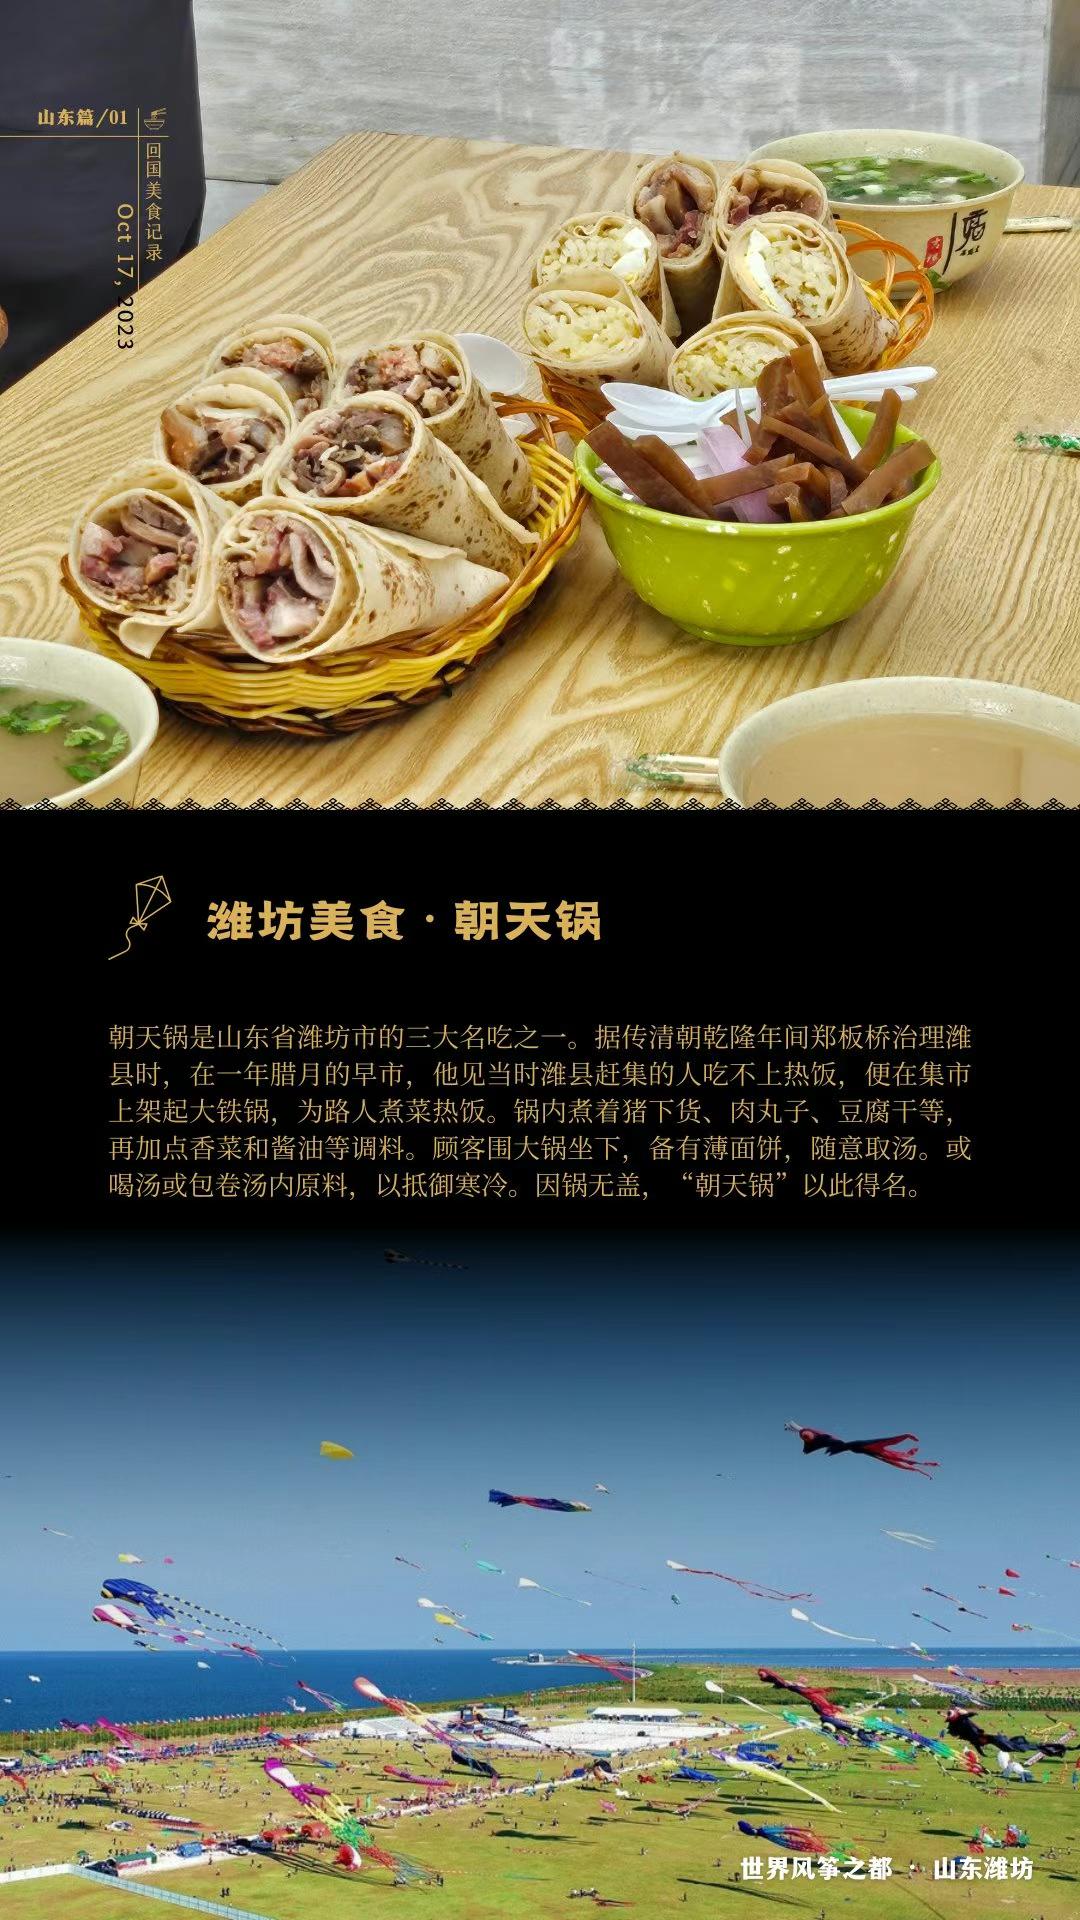 山东篇/01
回国美食记录
Oct 17, 2023
潍坊美食·朝天锅
朝天锅是山东省潍坊市的三大名吃之一。据传清朝乾隆年间郑板桥治理潍
县时，在一年腊月的早市，他见当时潍县赶集的人吃不上热饭，便在集市
上架起大铁锅，为路人煮菜热饭。锅内煮着猪下货、肉丸子、豆腐干等，
再加点香菜和酱油等调料。顾客围大锅坐下，备有薄面饼，随意取汤。或
喝汤或包卷汤内原料，以抵御寒冷。因锅无盖，“朝天锅”以此得名。
世界风筝之都 · 山东潍坊